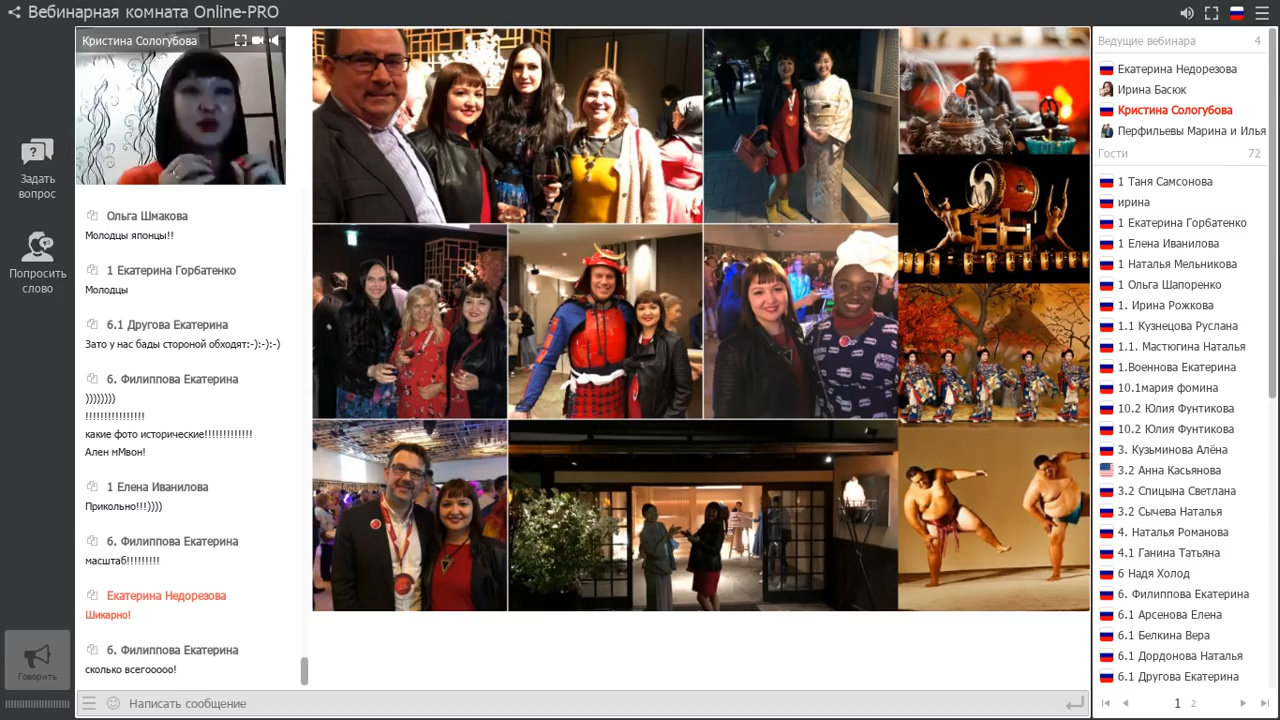 Вебинарная комната Online-PRO
Задать
вопрос
Попросить
слово
Говорить
Кристина Сологубова
Ольга Шмакова
Молодцы японцы!!
1 Екатерина Горбатенко
Молодцы
6.1 Другова Екатерина
Зато у нас бады стороной обходят:-):-):-)
6. Филиппова Екатерина
))))))))
!!!!!!!!!!!!!!!!
какие фото исторические!!!!!!!!!!!!!
Ален мМвон!
1 Елена Иванилова
Прикольно!!!))))
6. Филиппова Екатерина
масштаб!!!!!!!!!
Екатерина Недорезова
Шикарно!
6. Филиппова Екатерина
сколько всегооооо!
Написать сообщение
Ведущие вебинара 4
Екатерина Недорезова
Ирина Басюк
Кристина Сологубова
Перфильевы Марина и Илья
Гости 72
1 Таня Самсонова
ирина
1 Екатерина Горбатенко
1 Елена Иванилова
1 Наталья Мельникова
1 Ольга Шапоренко
1. Ирина Рожкова
1.1 Кузнецова Руслана
1.1. Мастюгина Наталья
1.Военнова Екатерина
10.1мария фомина
10.2 Юлия Фунтикова
10.2 Юлия Фунтикова
3. Кузьминова Алёна
3.2 Анна Касьянова
3.2 Спицына Светлана
3.2 Сычева Наталья
4. Наталья Романова
4.1 Ганина Татьяна
6 Надя Холод
6. Филиппова Екатерина
6.1 Арсенова Елена
6.1 Белкина Вера
6.1 Дордонова Наталья
6.1 Другова Екатерина
1 2